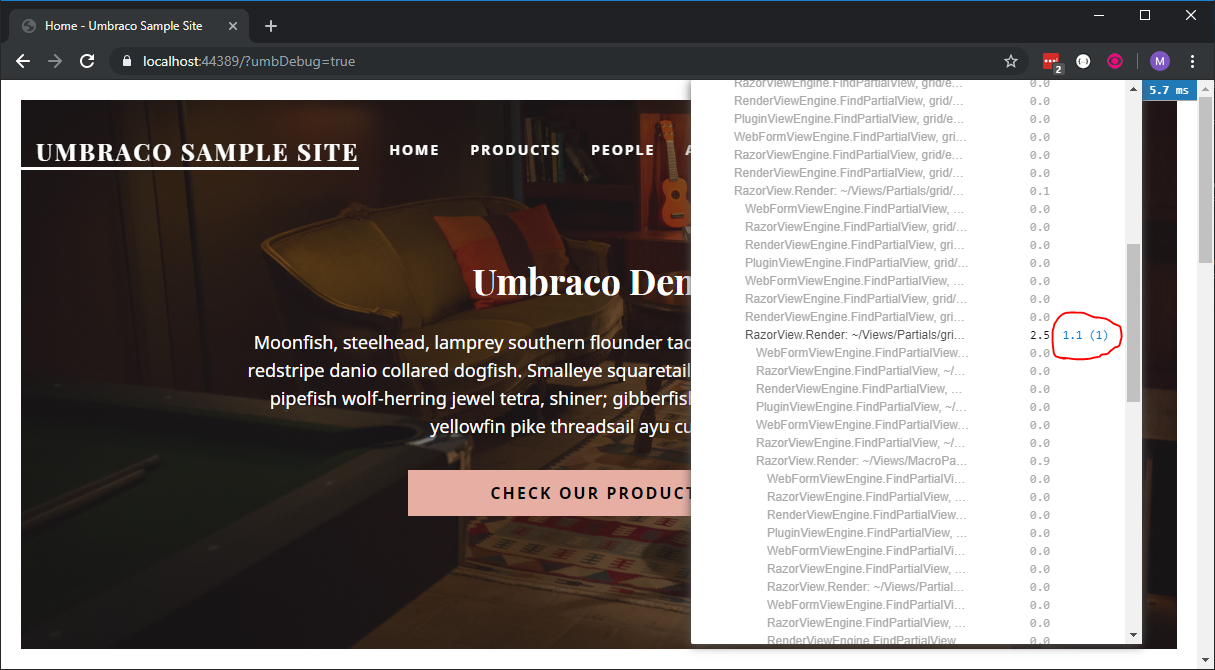 Home - Umbraco Sample Site
localhost:44389/?umbDebug=true
2
M
5.7 ms
UMBRACO SAMPLE SITE HOME PRODUCTS PEOPLE
Umbraco
Moonfish, steelhead, lamprey southern flounder
redstripe danio collared dogfish. Smalleye
pipefish wolf-herring jewel tetra, shiner;
yellowfin pike threadsail ayu
CHECK OUR
RazorViewEngine.FindPartialView, grid/e... 0.0
RenderViewEngine.FindPartialView, grid/... 0.0
PluginViewEngine.FindPartialView, grid/e... 0.0
WebFormViewEngine.FindPartialView, gri... 0.0
RazorViewEngine.FindPartialView, grid/e... 0.0
RenderViewEngine.FindPartialView, grid/... 0.0
RazorView.Render: ~/Views/Partials/grid/... 0.1
WebFormViewEngine.FindPartialView, ... 0.0
RazorViewEngine.FindPartialView, grid/... 0.0
RenderViewEngine.FindPartialView, gri... 0.0
PluginViewEngine.FindPartialView, grid/... 0.0
WebFormViewEngine.FindPartialView, ... 0.0
RazorViewEngine.FindPartialView, grid/... 0.0
RenderViewEngine.FindPartialView, gri... 0.0
RazorView.Render: ~/Views/Partials/gri... 2.5 1.1 (1)
WebFormViewEngine.FindPartialView... 0.0
RazorViewEngine.FindPartialView, ~/... 0.0
RenderViewEngine.FindPartialView, ... 0.0
PluginViewEngine.FindPartialView, ~/... 0.0
WebFormViewEngine.FindPartialView... 0.0
RazorViewEngine.FindPartialView, ~/... 0.0
RazorView.Render: ~/Views/MacroPa... 0.9
WebFormViewEngine.FindPartialVi... 0.0
RazorViewEngine.FindPartialView, ... 0.0
RenderViewEngine.FindPartialView... 0.0
PluginViewEngine.FindPartialView, ... 0.0
WebFormViewEngine.FindPartialVi... 0.0
RazorViewEngine.FindPartialView, ... 0.0
RazorView.Render: ~/Views/Partial... 0.0
WebFormViewEngine.FindPartialVi... 0.0
RazorViewEngine.FindPartialView, ... 0.0
RenderViewEngine.FindPartialView... 0.0